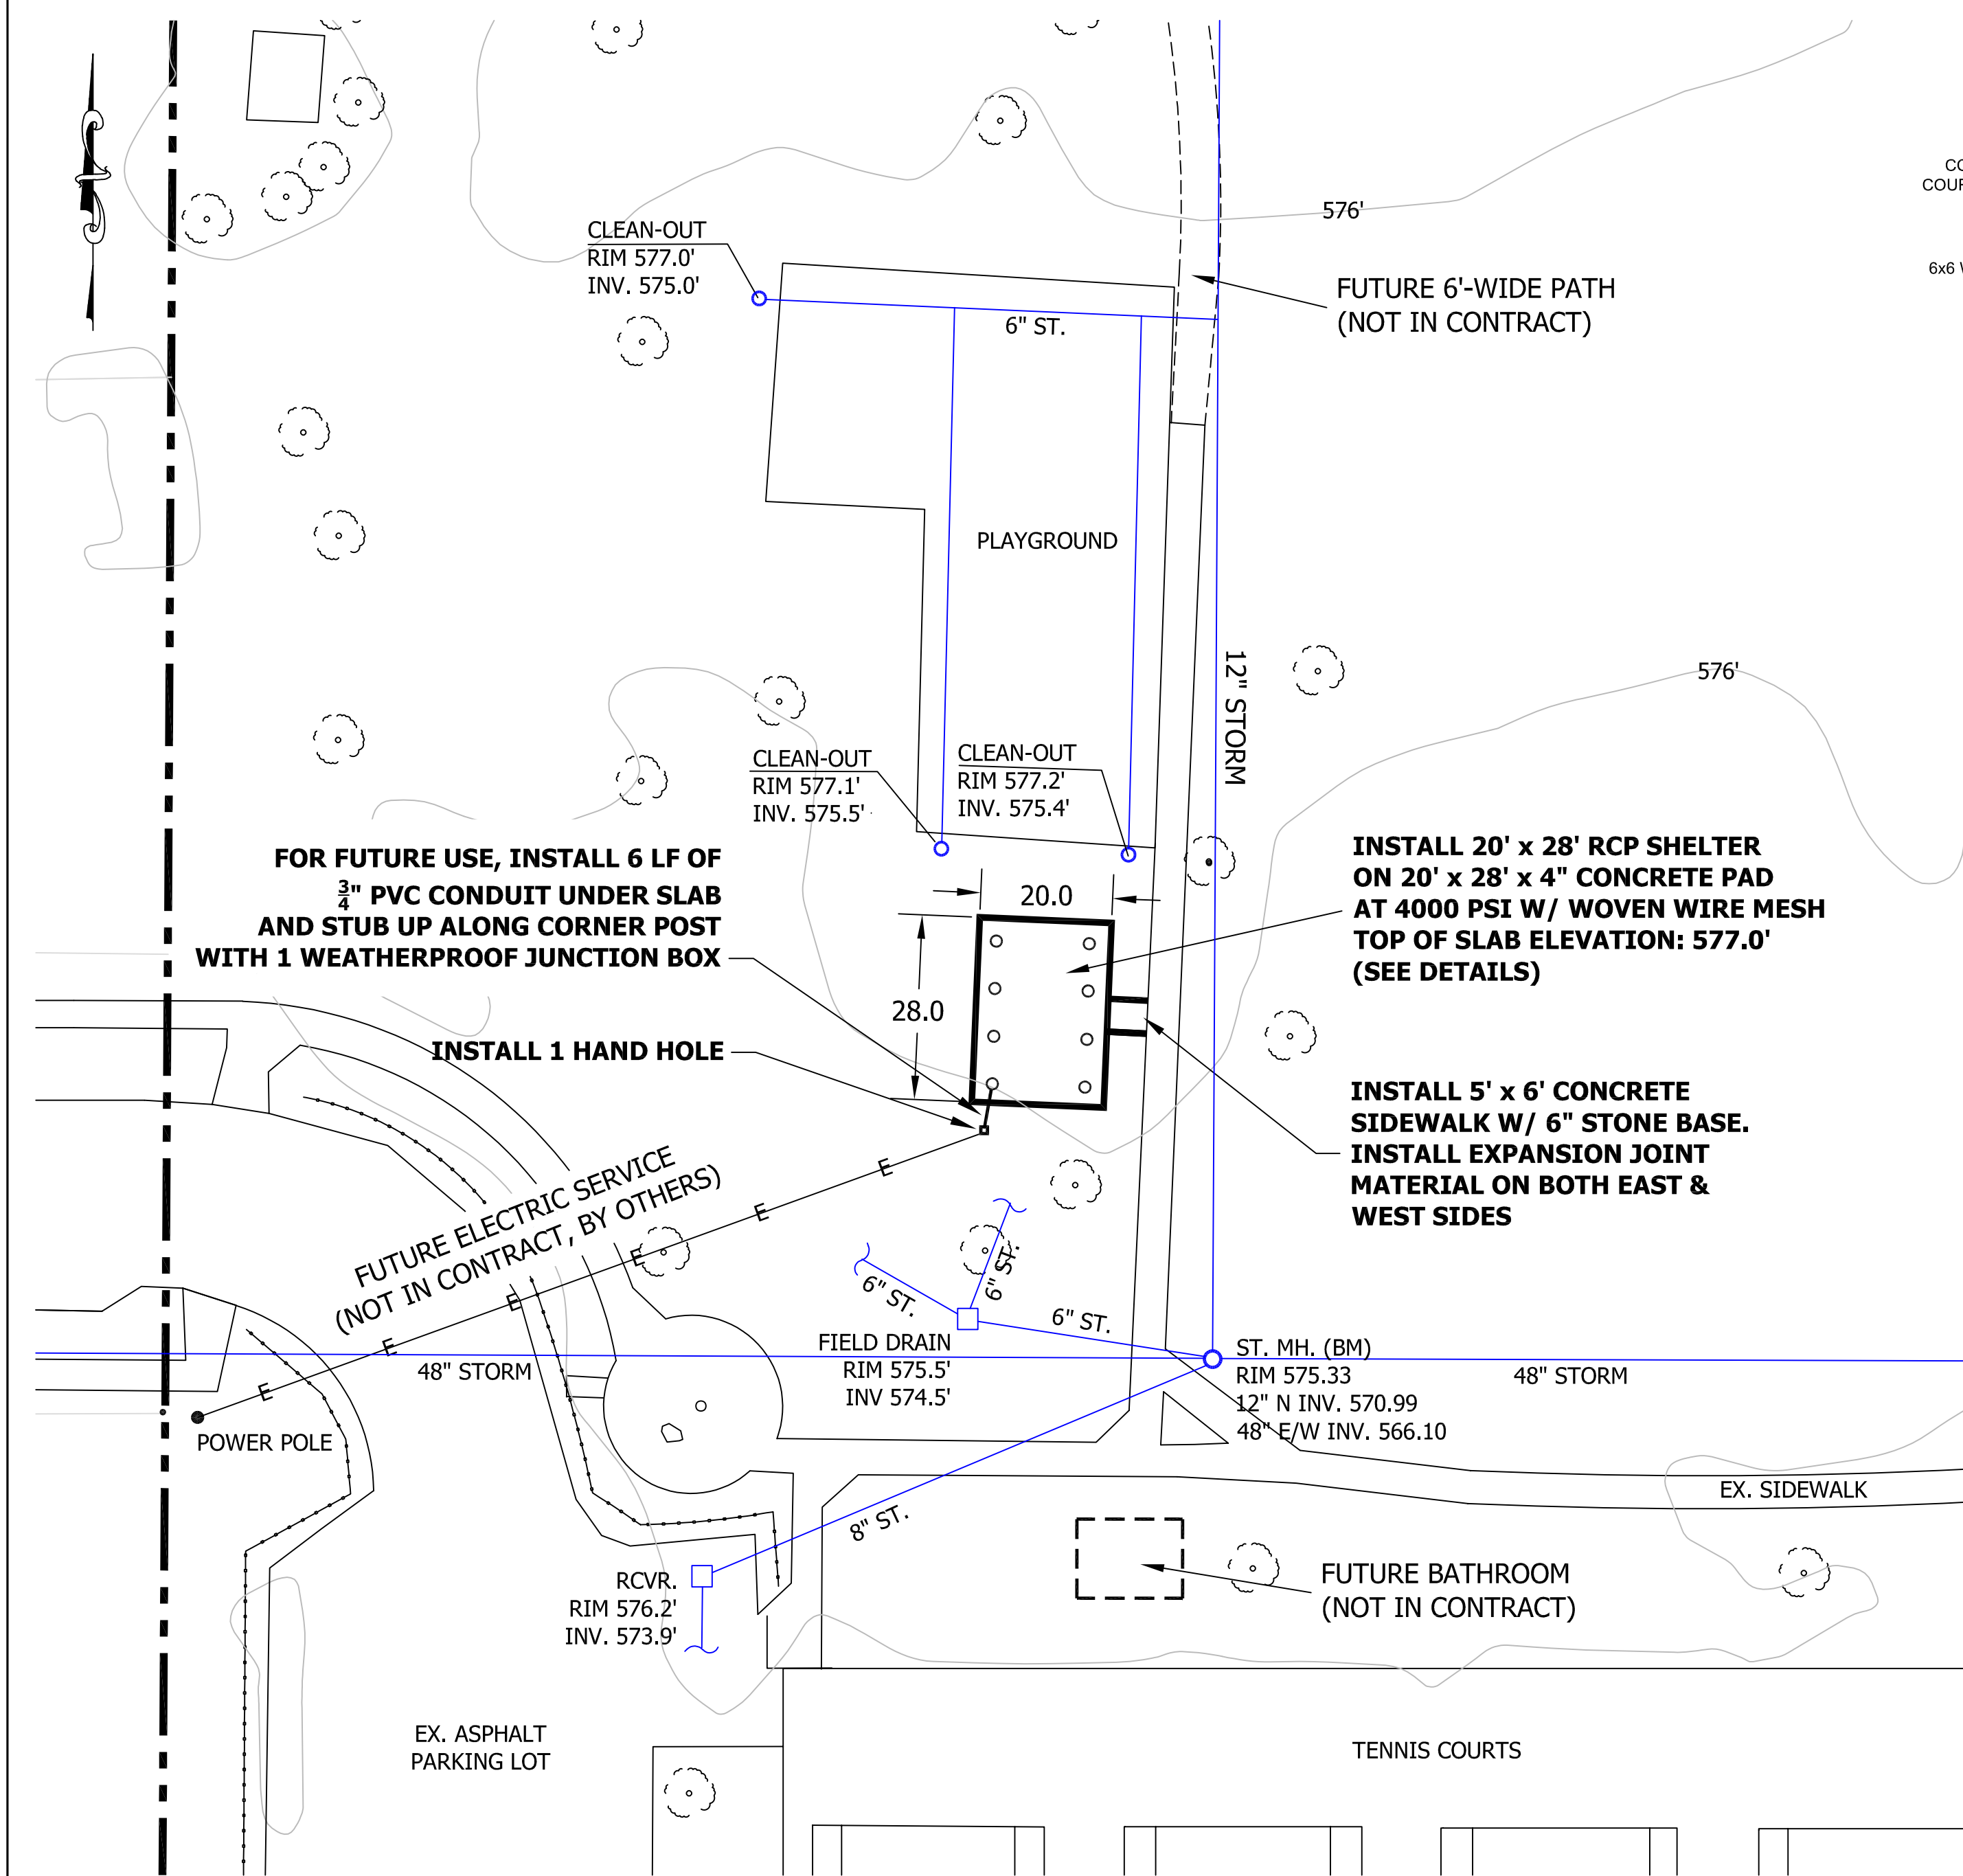 CO
COUR
576'
6x6 W
CLEAN-OUT
RIM 577.0'
INV. 575.0'
FUTURE 6'-WIDE PATH
(NOT IN CONTRACT)
6" ST.
PLAYGROUND
12" STORM
576'
CLEAN-OUT
RIM 577.1'
INV. 575.5'
CLEAN-OUT
RIM 577.2'
INV. 575.4'
FOR FUTURE USE, INSTALL 6 LF OF
3/4" PVC CONDUIT UNDER SLAB
AND STUB UP ALONG CORNER POST
WITH 1 WEATHERPROOF JUNCTION BOX
20.0
28.0
INSTALL 20' x 28' RCP SHELTER
ON 20' x 28' x 4" CONCRETE PAD
AT 4000 PSI W/ WOVEN WIRE MESH
TOP OF SLAB ELEVATION: 577.0'
(SEE DETAILS)
INSTALL 1 HAND HOLE
INSTALL 5' x 6' CONCRETE
SIDEWALK W/ 6" STONE BASE.
INSTALL EXPANSION JOINT
MATERIAL ON BOTH EAST &
WEST SIDES
FUTURE ELECTRIC SERVICE
(NOT IN CONTRACT, BY OTHERS)
E
E
E
E
E
E
6" ST.
6" ST.
6" ST.
FIELD DRAIN
RIM 575.5'
INV 574.5'
48" STORM
ST. MH. (BM)
RIM 575.33
12" N INV. 570.99
48" E/W INV. 566.10
48" STORM
POWER POLE
EX. SIDEWALK
8" ST.
RCVR.
RIM 576.2'
INV. 573.9'
FUTURE BATHROOM
(NOT IN CONTRACT)
EX. ASPHALT
PARKING LOT
TENNIS COURTS